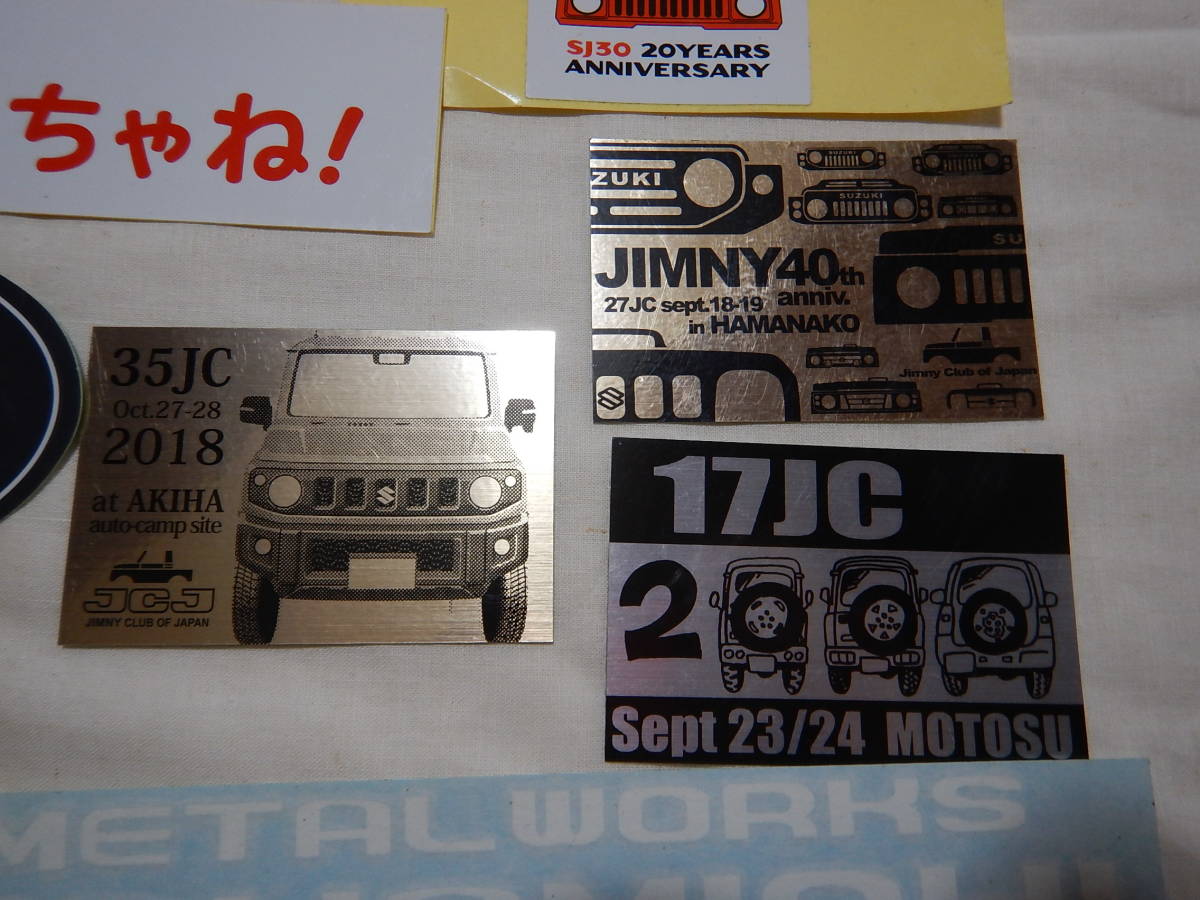 ちゃね!
SJ30 20YEARS
ANNIVERSARY
ZUKI
SUZUKI
SUZUKI
SU
JIMNY40th
anniv.
27JC sept.18-19
in HAMANAKO
Jimny Club of Japan
35JC
Oct.27-28
2018
at AKIHA
auto-camp site
JCJ
JIMNY CLUB OF JAPAN
17JC
2
Sept 23/24 MOTOSU
METALWORKS